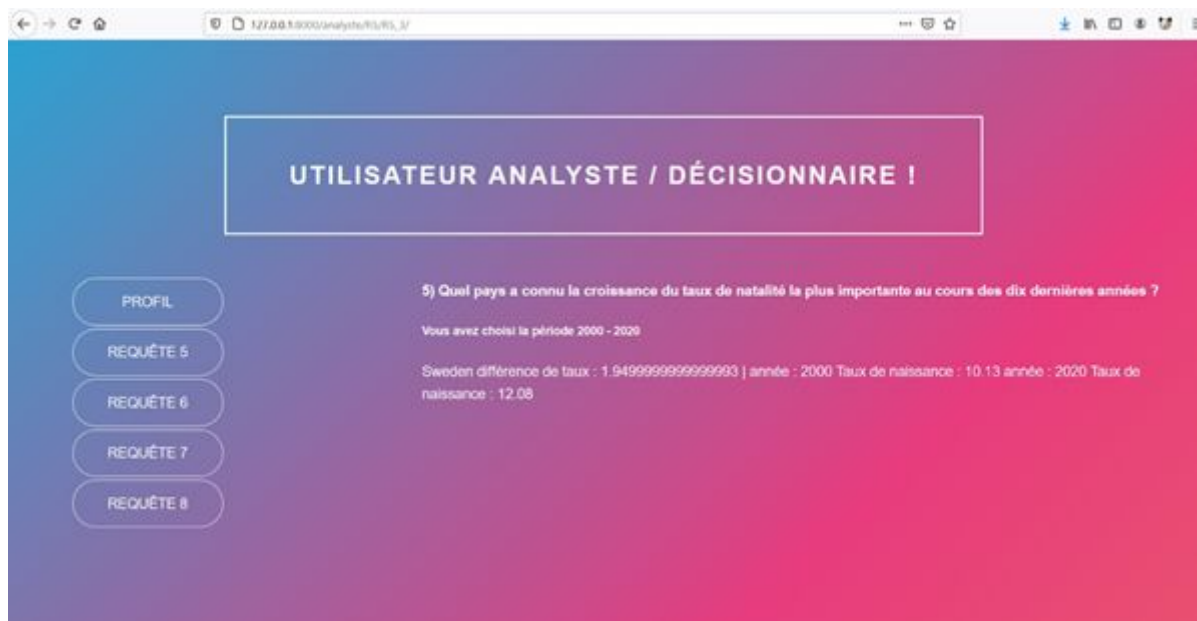 127.0.0.1:8000/analyste/R5/R5_3/
UTILISATEUR ANALYSTE / DÉCISIONNAIRE !
PROFIL
REQUÊTE 5
REQUÊTE 6
REQUÊTE 7
REQUÊTE 8
5) Quel pays a connu la croissance du taux de natalité la plus importante au cours des dix dernières années ?
Vous avez choisi la période 2000 - 2020
Sweden différence de taux : 1.9499999999999993 | année : 2000 Taux de naissance : 10.13 année : 2020 Taux de
naissance : 12.08